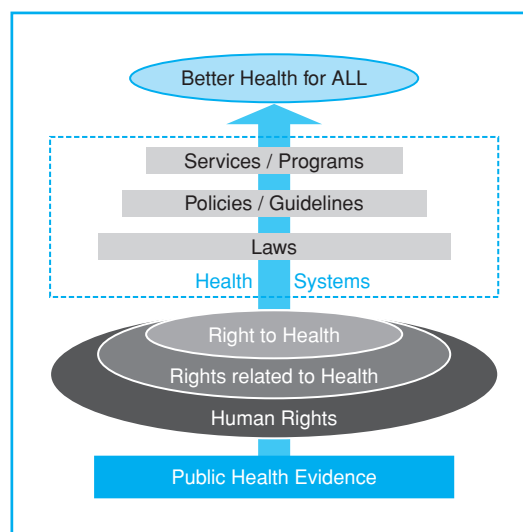 Better Health for ALL
Services / Programs
Policies / Guidelines
Laws
Health Systems
Right to Health
Rights related to Health
Human Rights
Public Health Evidence